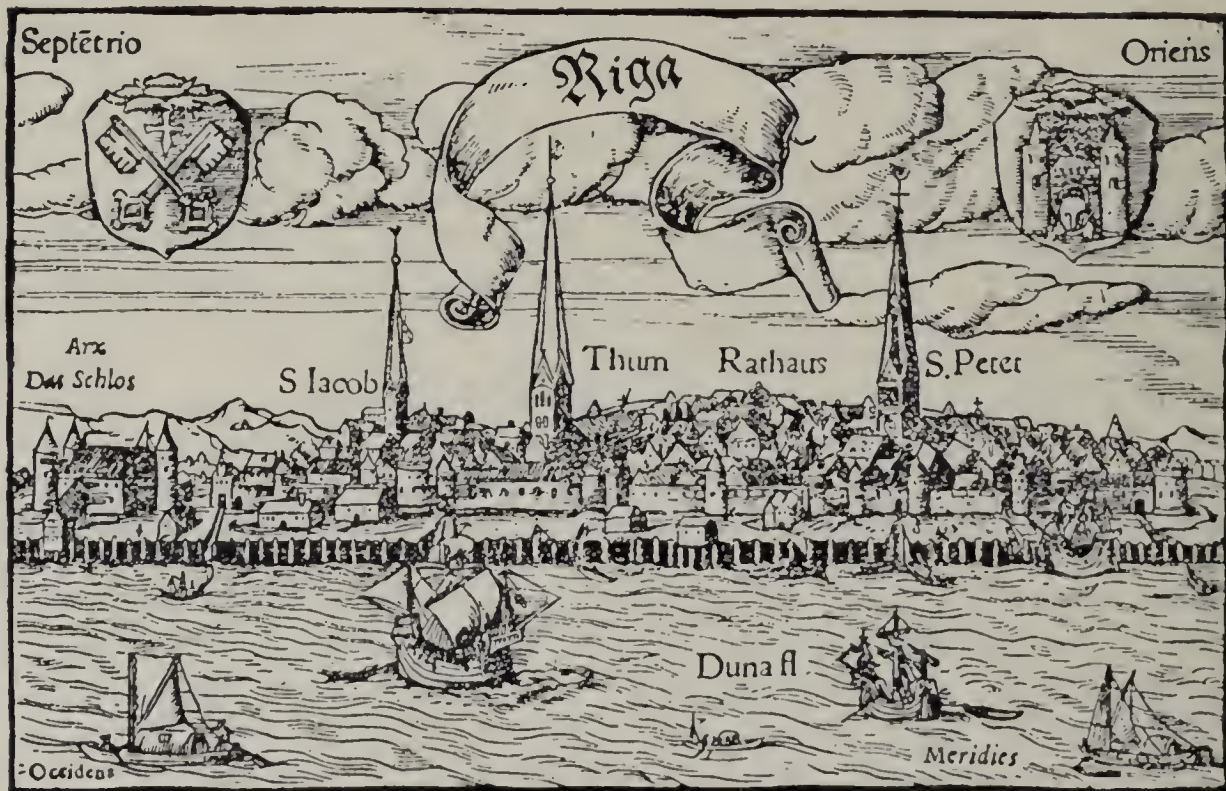 Septētrio
Riga
Oriens
Arx
Das Schlos
S Iacob
Thum
Rathaus
S. Peter
Duna fl
Occidens
Meridies